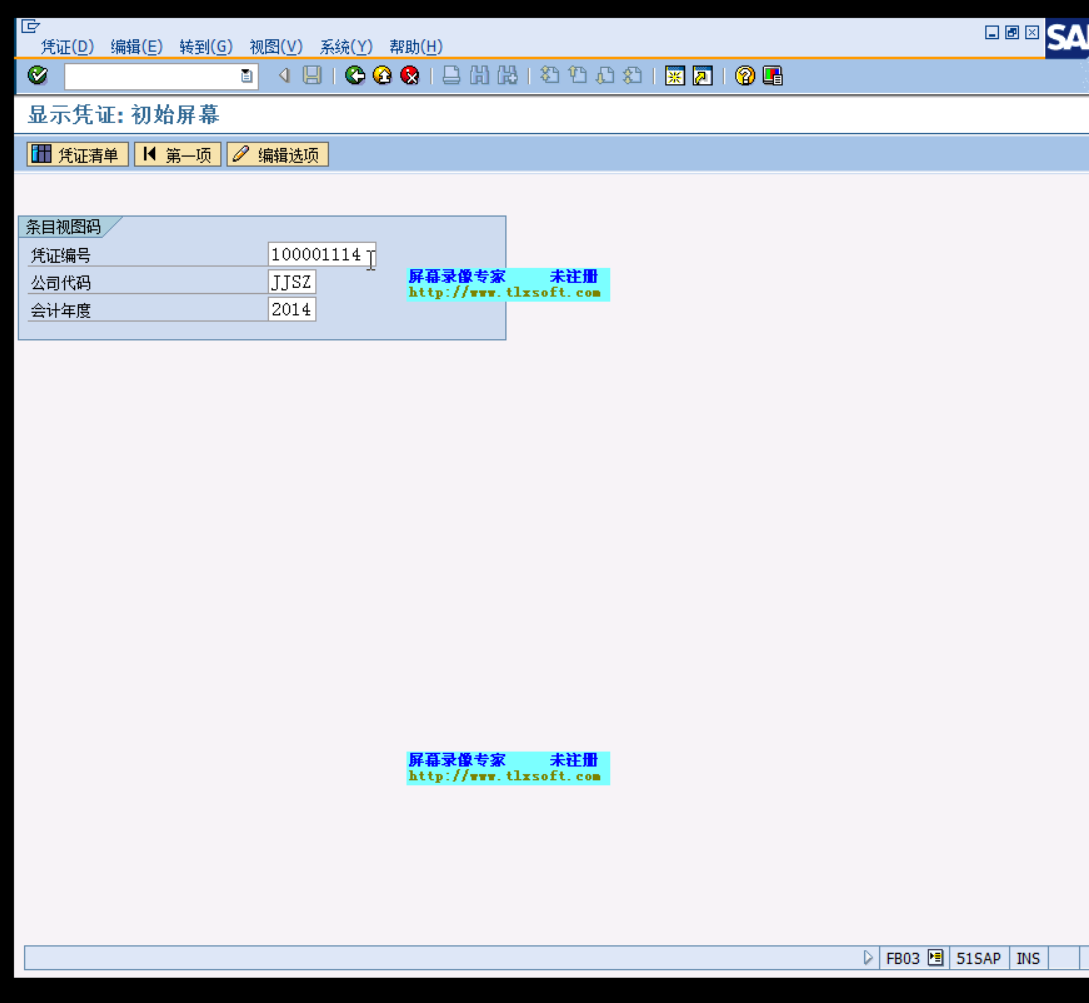 凭证(D) 编辑(E) 转到(G) 视图(V) 系统(Y) 帮助(H)
显示凭证: 初始屏幕
凭证清单 第一项 编辑选项
条目视图码
凭证编号 100001114
公司代码 JJSZ
会计年度 2014
屏幕录像专家 未注册
http://www.tlxsoft.com
屏幕录像专家 未注册
http://www.tlxsoft.com
FB03 51SAP INS